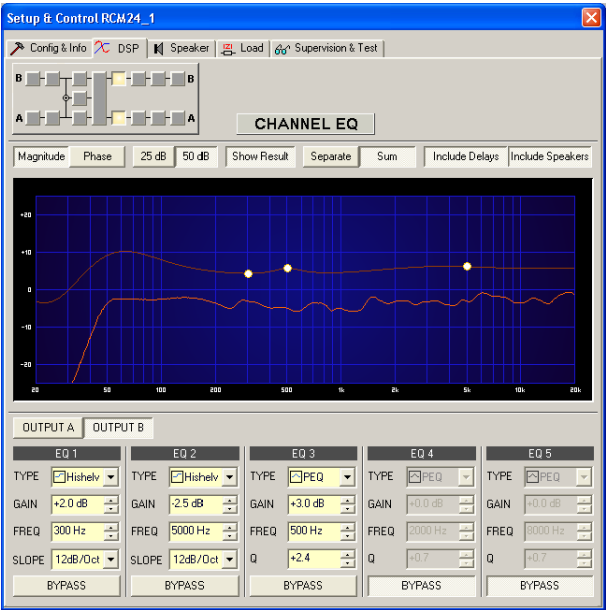 Setup & Control RCM24_1
Config & Info DSP Speaker Load Supervision & Test
B B
A A
CHANNEL EQ
Magnitude Phase 25 dB 50 dB Show Result Separate Sum Include Delays Include Speakers
+20
+10
0
-10
-20
20 50 100 200 500 1k 2k 5k 10k 20k
OUTPUT A OUTPUT B
EQ 1 EQ 2 EQ 3 EQ 4 EQ 5
TYPE Hishelv TYPE Hishelv TYPE PEQ TYPE PEQ TYPE PEQ
GAIN +2.0 dB GAIN -2.5 dB GAIN +3.0 dB GAIN +0.0 dB GAIN +0.0 dB
FREQ 300 Hz FREQ 5000 Hz FREQ 500 Hz FREQ 2000 Hz FREQ 8000 Hz
SLOPE 12dB/Oct SLOPE 12dB/Oct Q +2.4 Q +0.7 Q +0.7
BYPASS BYPASS BYPASS BYPASS BYPASS